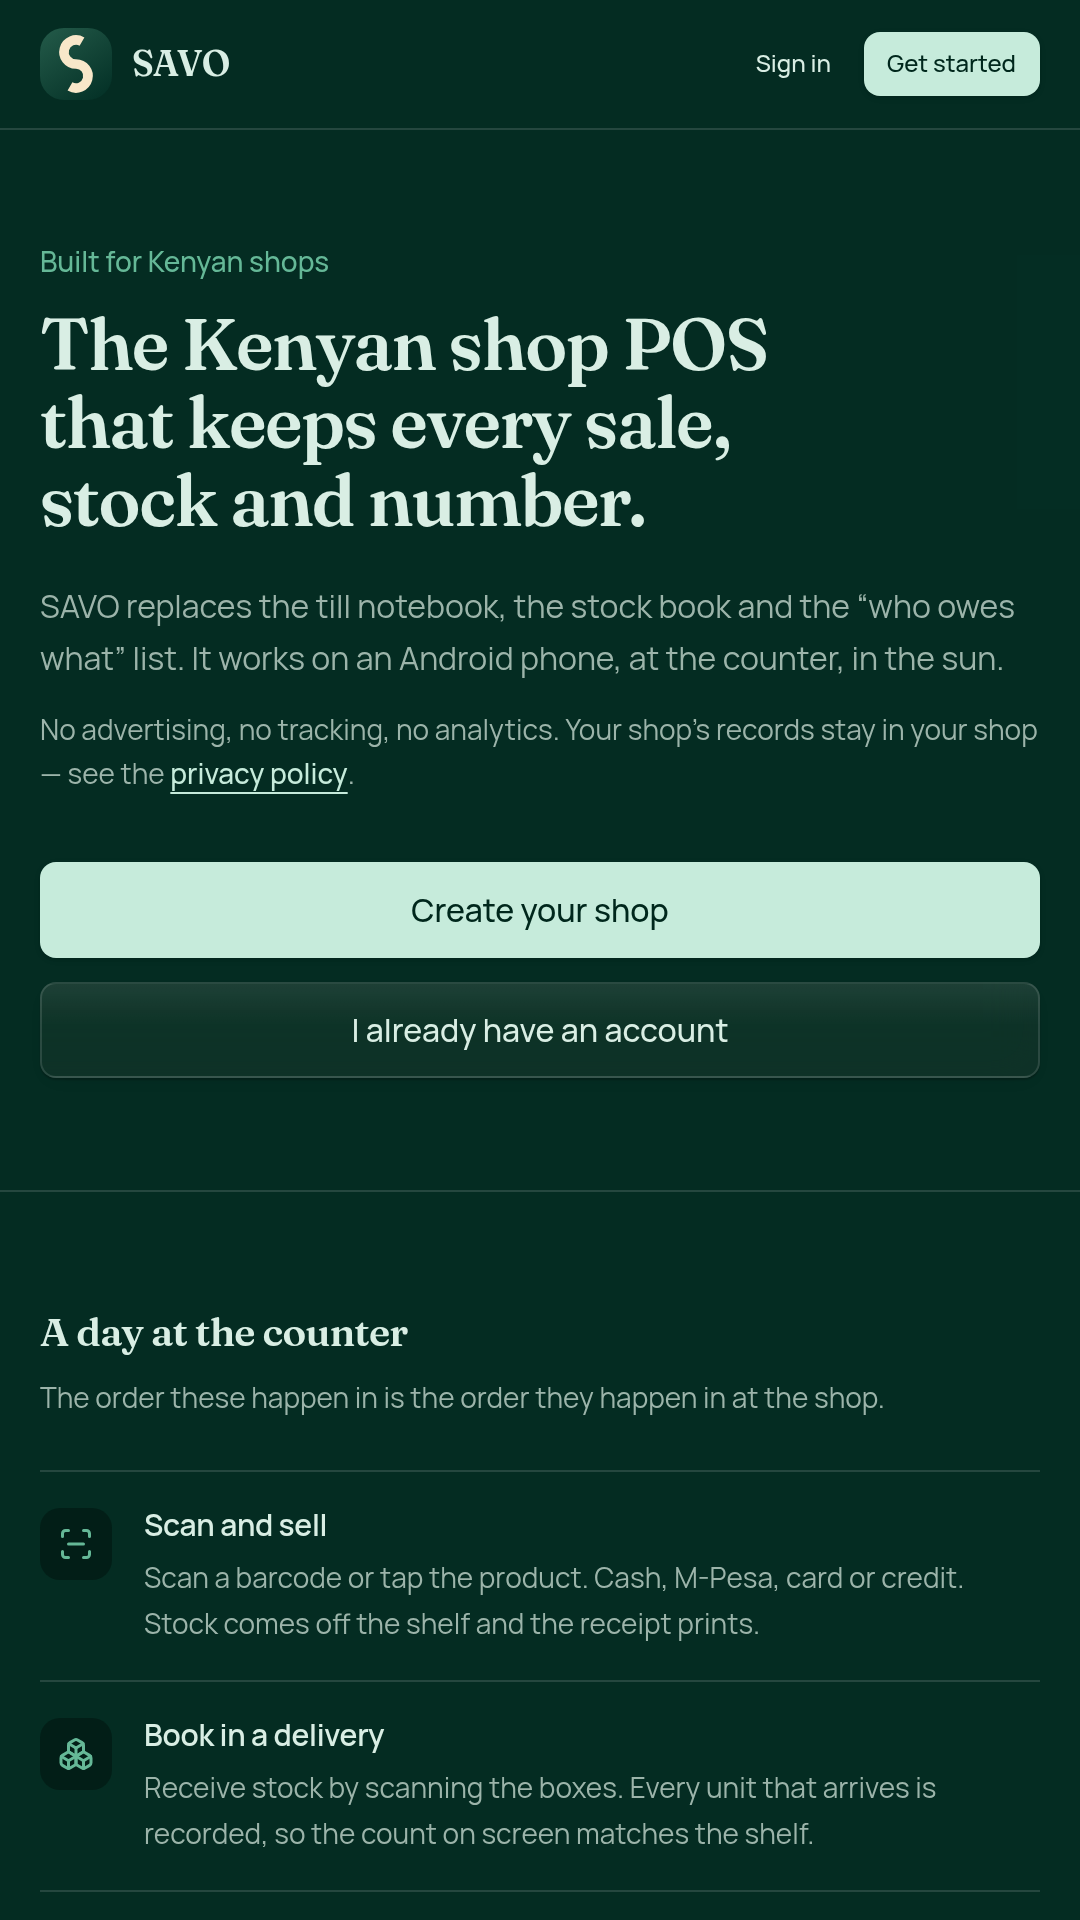 SAVO
Sign in
Get started
Built for Kenyan shops
The Kenyan shop POS
that keeps every sale,
stock and number.
SAVO replaces the till notebook, the stock book and the “who owes
what” list. It works on an Android phone, at the counter, in the sun.
No advertising, no tracking, no analytics. Your shop’s records stay in your shop
— see the privacy policy.
Create your shop
I already have an account
A day at the counter
The order these happen in is the order they happen in at the shop.
Scan and sell
Scan a barcode or tap the product. Cash, M-Pesa, card or credit.
Stock comes off the shelf and the receipt prints.
Book in a delivery
Receive stock by scanning the boxes. Every unit that arrives is
recorded, so the count on screen matches the shelf.